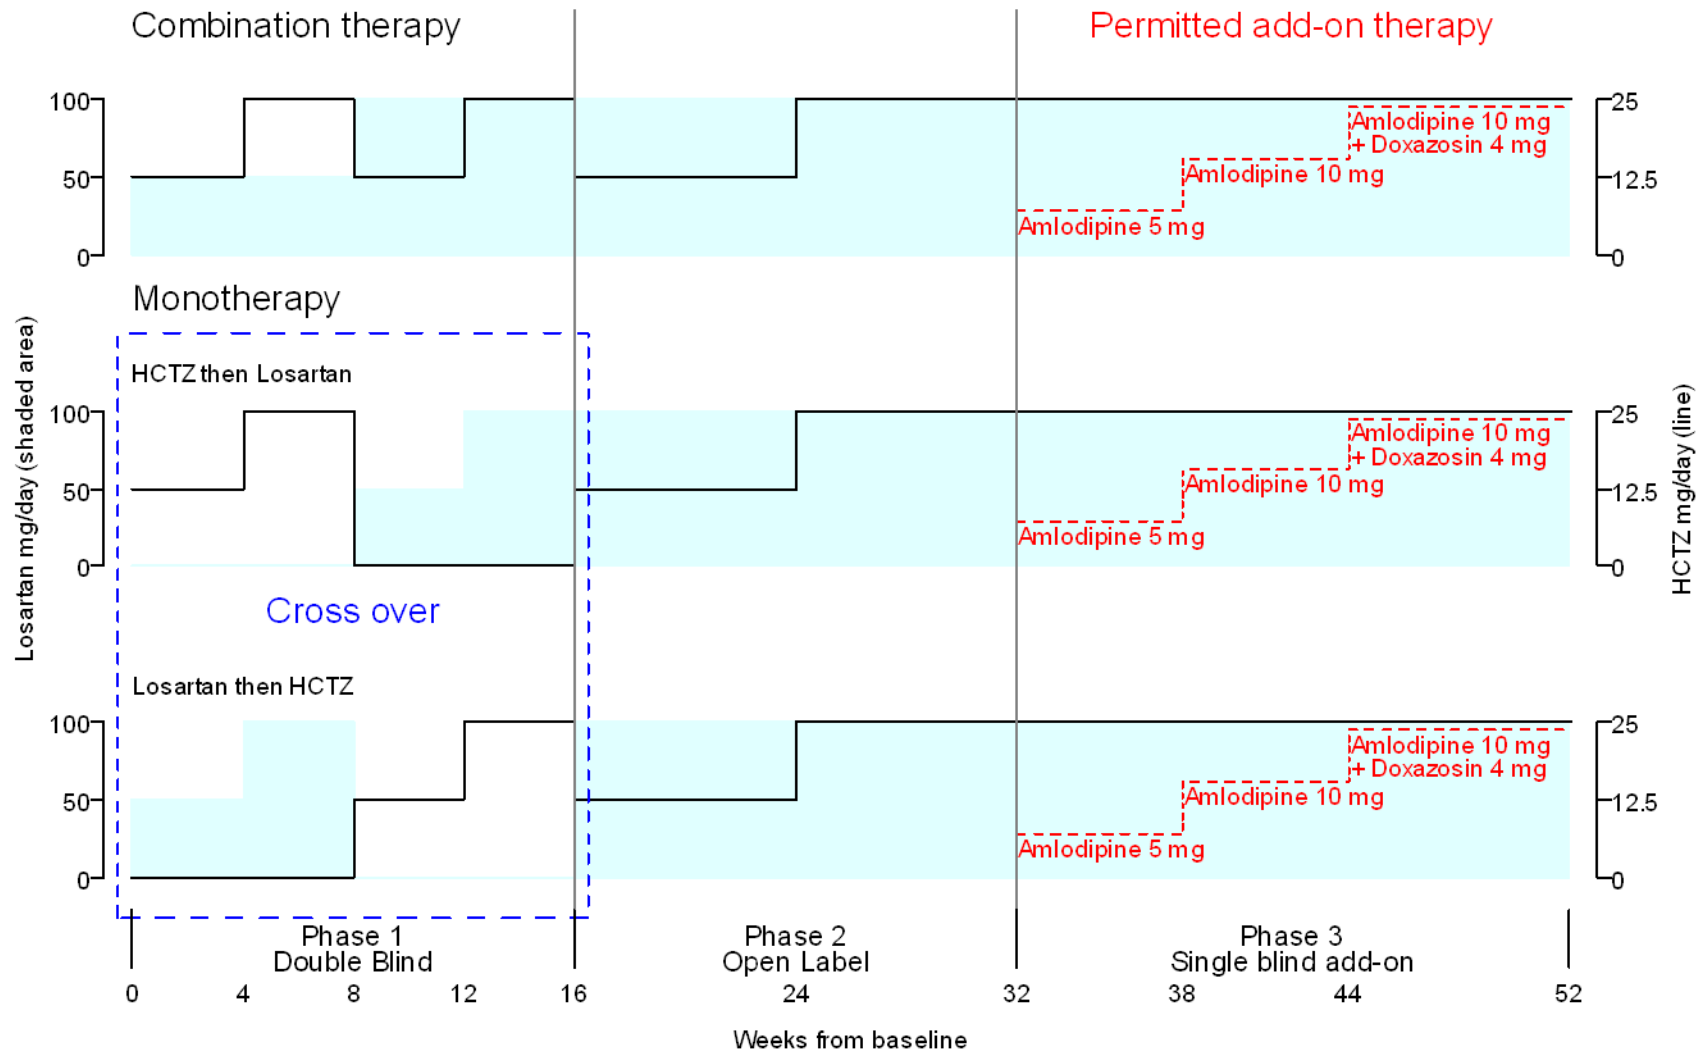 Combination therapy
Permitted add-on therapy
100
50
0
25
12.5
0
Amlodipine 5 mg
Amlodipine 10 mg
Amlodipine 10 mg
+ Doxazosin 4 mg
Monotherapy
HCTZ then Losartan
100
50
0
25
12.5
0
Amlodipine 5 mg
Amlodipine 10 mg
Amlodipine 10 mg
+ Doxazosin 4 mg
Losartan mg/day (shaded area)
HCTZ mg/day (line)
Cross over
Losartan then HCTZ
100
50
0
25
12.5
0
Amlodipine 5 mg
Amlodipine 10 mg
Amlodipine 10 mg
+ Doxazosin 4 mg
Phase 1
Double Blind
Phase 2
Open Label
Phase 3
Single blind add-on
0 4 8 12 16 24 32 38 44 52
Weeks from baseline